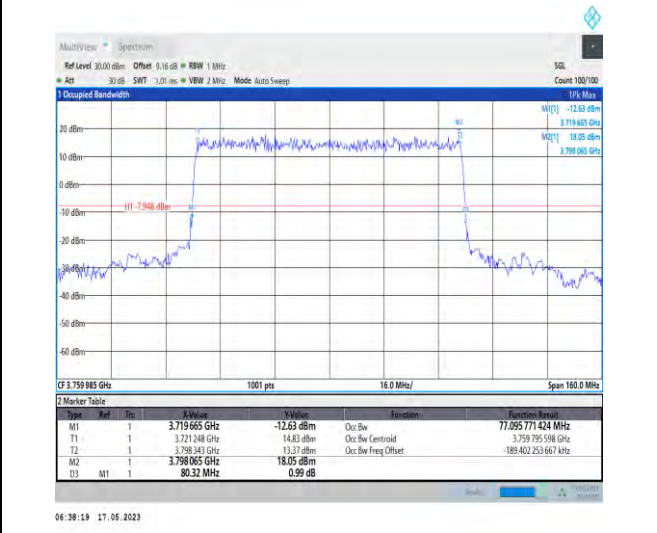 MultiView Spectrum
Ref Level 30.00 dBm Offset 9.16 dB RBW 1 MHz SGL
Att 30 dB SWT 1.01 ms VBW 2 MHz Mode Auto Sweep Count 100/100
1 Occupied Bandwidth 1Pk Max
M1[1] -12.63 dBm
3.719 665 GHz
M2[1] 18.05 dBm
3.798 065 GHz
M2
T1
T2
20 dBm
10 dBm
0 dBm
H1 -7.948 dBm
M1
D3
-10 dBm
-20 dBm
-30 dBm
-40 dBm
-50 dBm
-60 dBm
CF 3.759 985 GHz 1001 pts 16.0 MHz/ Span 160.0 MHz
2 Marker Table
Type Ref Trc X-Value Y-Value Function Function Result
M1 1 3.719 665 GHz -12.63 dBm Occ Bw 77.095 771 424 MHz
T1 1 3.721 248 GHz 14.83 dBm Occ Bw Centroid 3.759 795 598 GHz
T2 1 3.798 343 GHz 13.37 dBm Occ Bw Freq Offset -189.402 253 667 kHz
M2 1 3.798 065 GHz 18.05 dBm
D3 M1 1 80.32 MHz 0.99 dB
06:38:19 17.05.2023